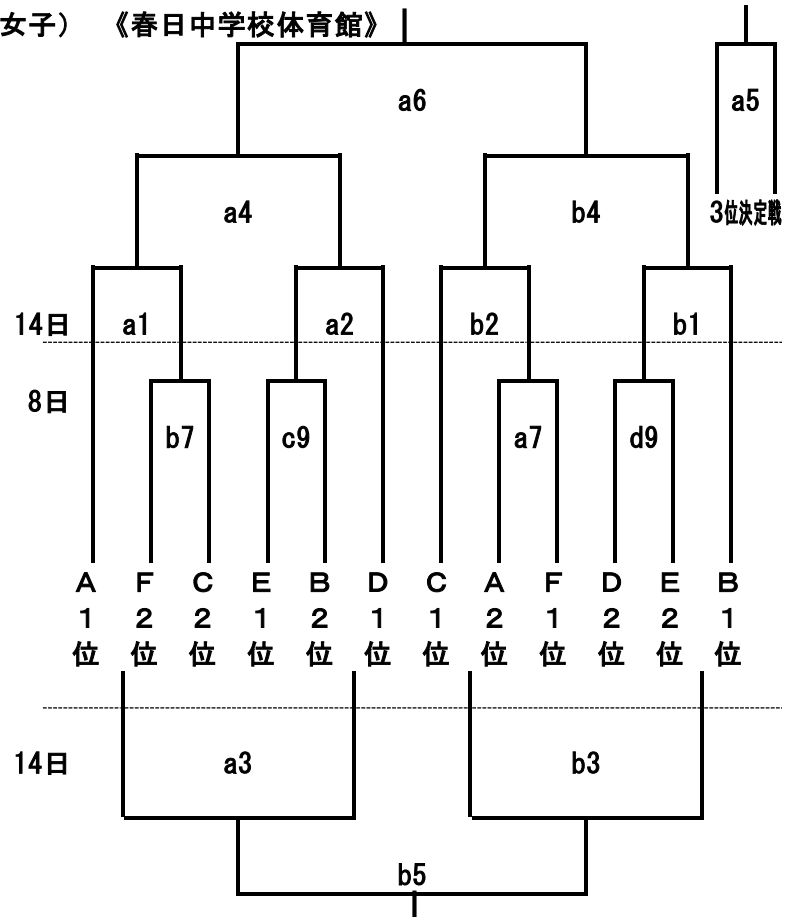 女子） 《春日中学校体育館》
a6 a5
a4 b4 3位決定戦
14日 a1 a2 b2 b1
8日
b7 c9 a7 d9
A F C E B D C A F D E B
1 2 2 1 2 1 1 2 1 2 2 1
位 位 位 位 位 位 位 位 位 位 位 位
14日 a3 b3
b5